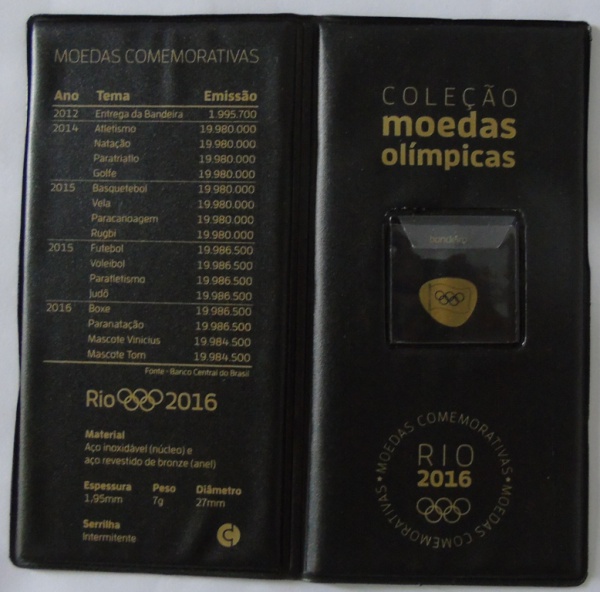 MOEDAS COMEMORATIVAS
Ano Tema Emissão
2012 Entrega da Bandeira 1.995.700
2014 Atletismo 19.980.000
Natação 19.980.000
Paratriatlo 19.980.000
Golfe 19.980.000
2015 Basquetebol 19.980.000
Vela 19.980.000
Paracanoagem 19.980.000
Rugbi 19.980.000
2015 Futebol 19.986.500
Voleibol 19.986.500
Paratletismo 19.986.500
Judô 19.986.500
2016 Boxe 19.986.500
Paranatação 19.986.500
Mascote Vinicius 19.984.500
Mascote Tom 19.984.500
Fonte - Banco Central do Brasil
Rio 2016
Material
Aço inoxidável (núcleo) e
aço revestido de bronze (anel)
Espessura Peso Diâmetro
1,95mm 7g 27mm
Serrilha
Intermitente
COLEÇÃO
moedas
olímpicas
MOEDAS COMEMORATIVAS • MOEDAS COMEMORATIVAS •
RIO
2016